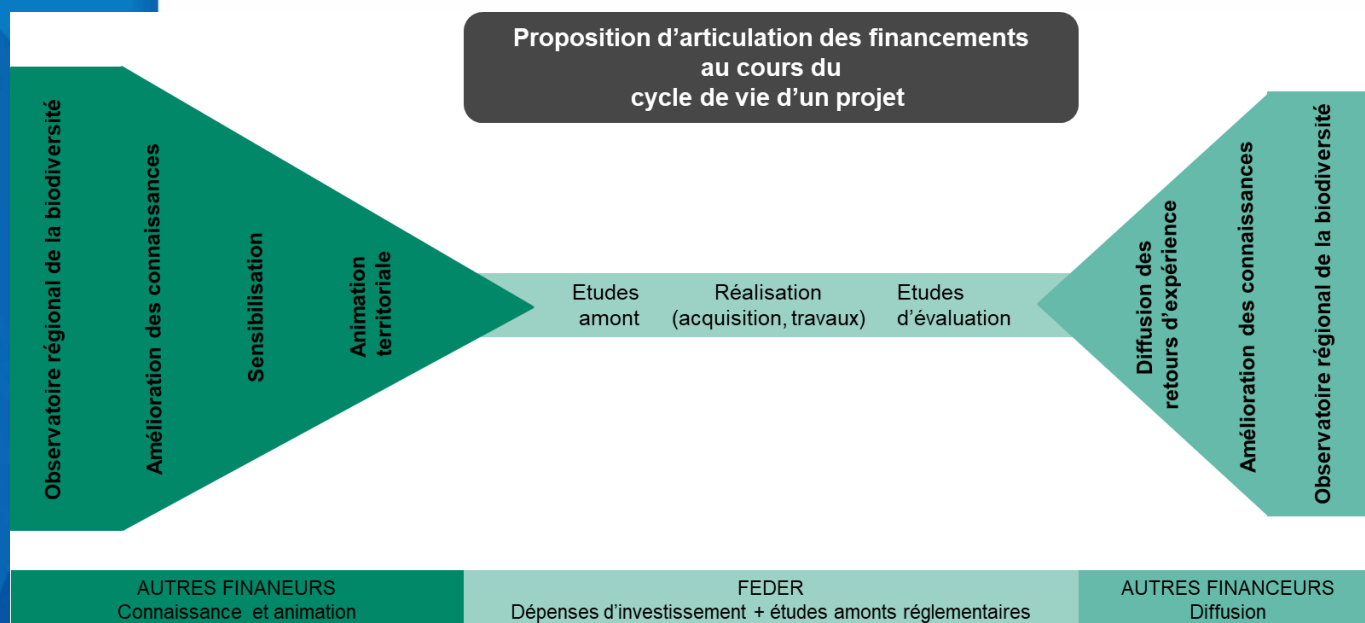 Proposition d'articulation des financements
au cours du
cycle de vie d'un projet
Observatoire régional de la biodiversité
Amélioration des connaissances
Sensibilisation
Animation
territoriale
Etudes
amont
Réalisation
(acquisition, travaux)
Etudes
d'évaluation
Diffusion des
retours d'expérience
Amélioration des connaissances
Observatoire régional de la biodiversité
AUTRES FINANEURS
Connaissance et animation
FEDER
Dépenses d'investissement + études amonts réglementaires
AUTRES FINANCEURS
Diffusion